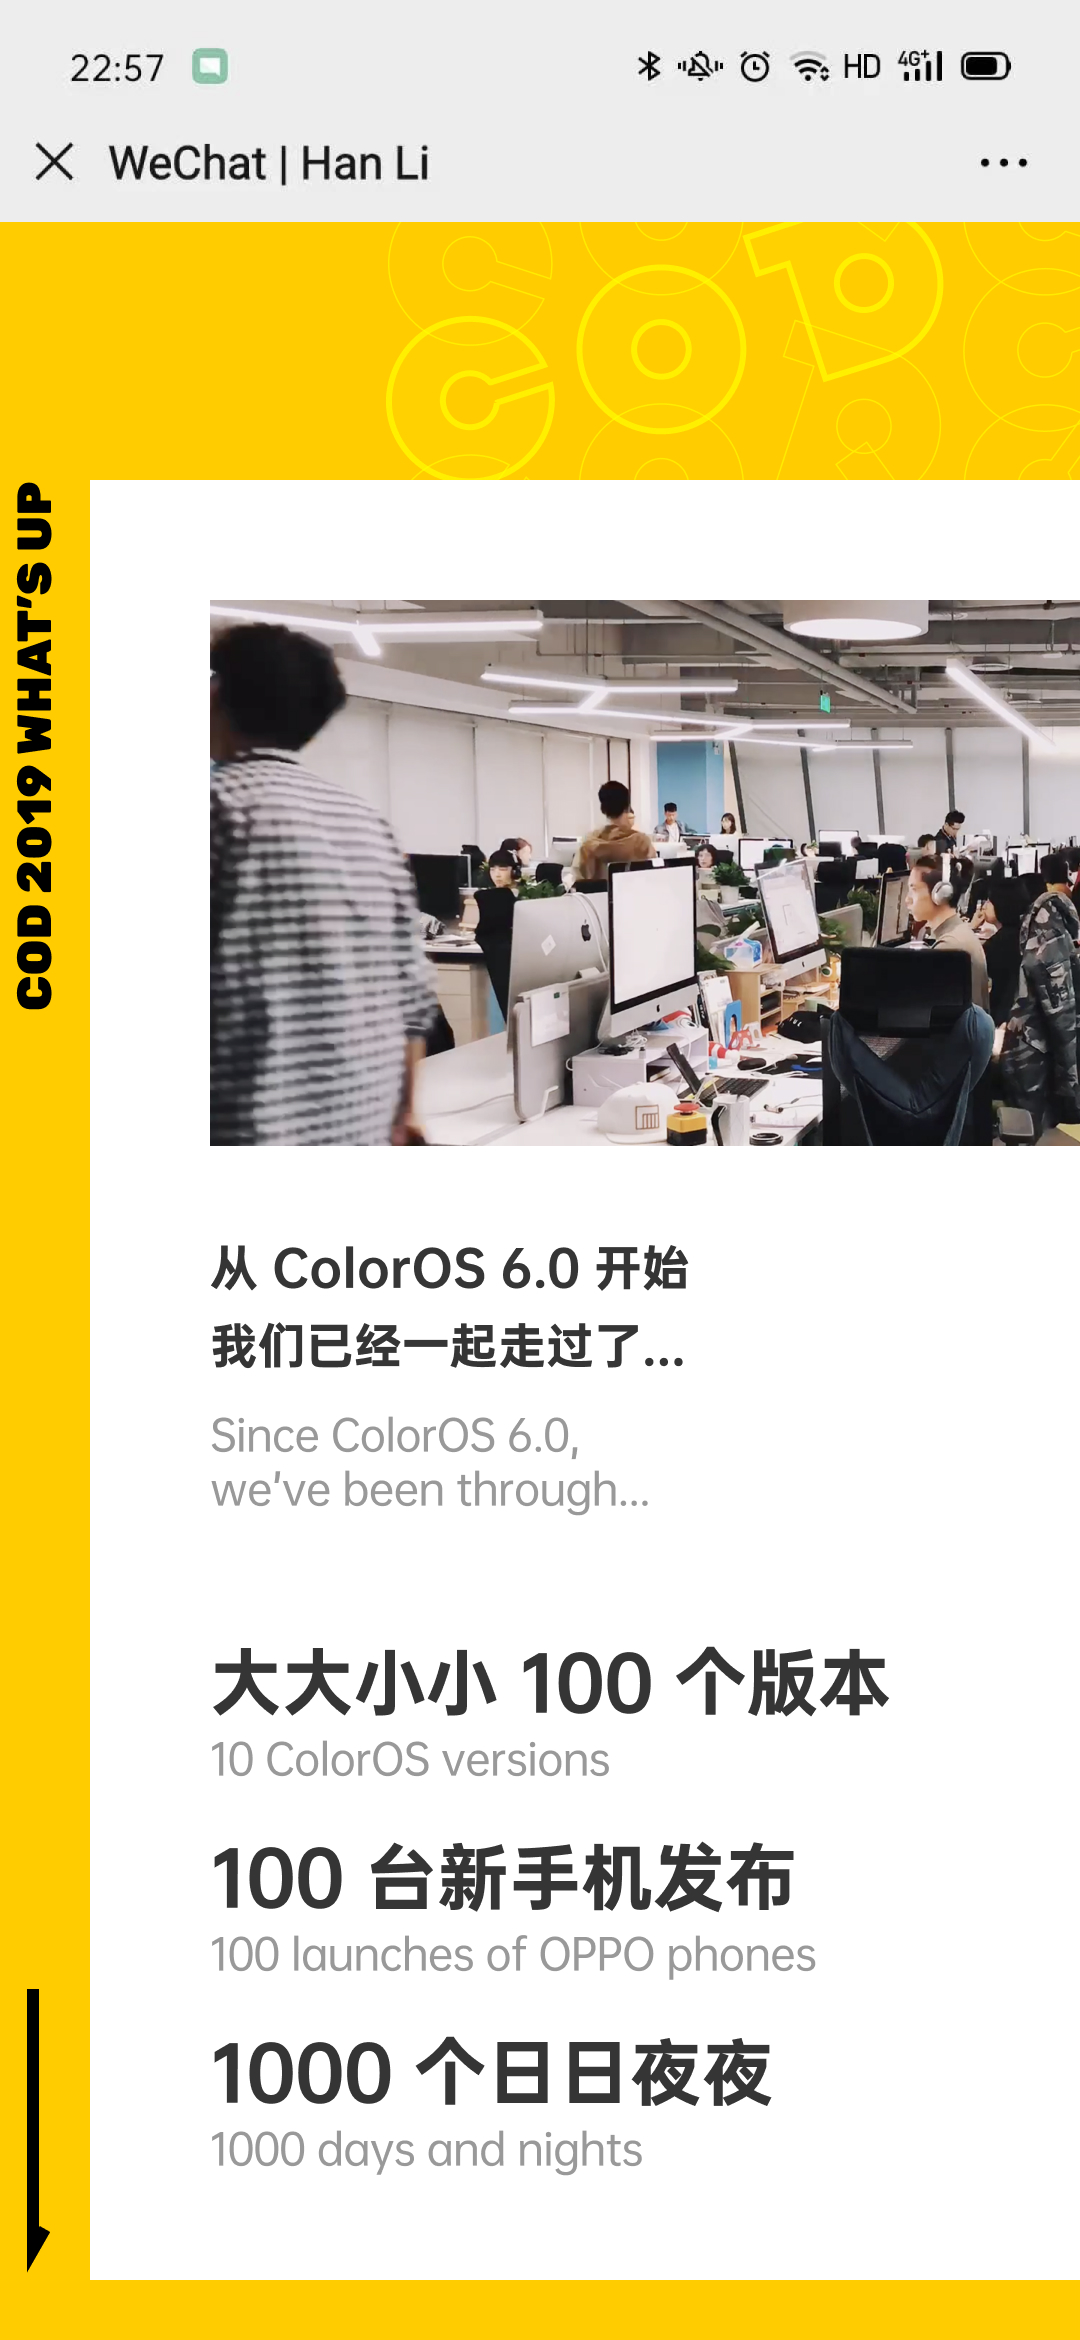 22:57
HD 4G+
WeChat | Han Li
CODE
COD 2019 WHAT'S UP
从 ColorOS 6.0 开始
我们已经一起走过了...
Since ColorOS 6.0,
we've been through...
大大小小 100 个版本
10 ColorOS versions
100 台新手机发布
100 launches of OPPO phones
1000 个日日夜夜
1000 days and nights